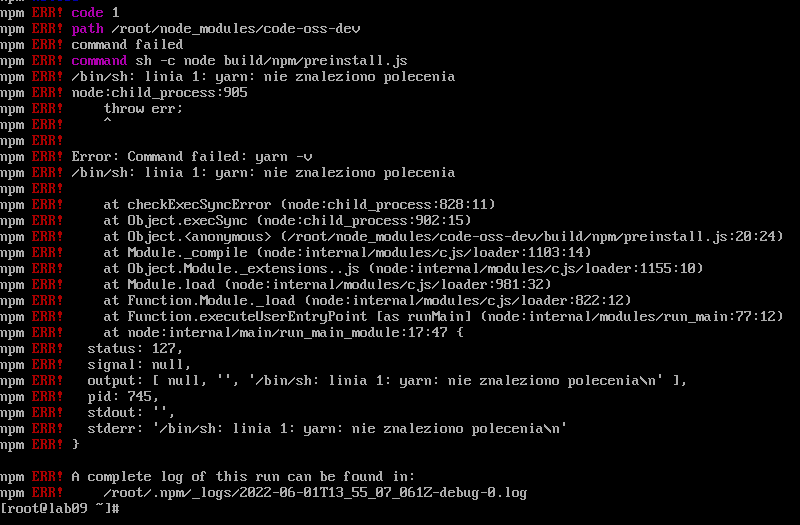 npm ERR! code 1
npm ERR! path /root/node_modules/code-oss-dev
npm ERR! command failed
npm ERR! command sh -c node build/npm/preinstall.js
npm ERR! /bin/sh: linia 1: yarn: nie znaleziono polecenia
npm ERR! node:child_process:905
npm ERR!     throw err;
npm ERR!     ^
npm ERR!
npm ERR! Error: Command failed: yarn -v
npm ERR! /bin/sh: linia 1: yarn: nie znaleziono polecenia
npm ERR!
npm ERR!     at checkExecSyncError (node:child_process:828:11)
npm ERR!     at Object.execSync (node:child_process:902:15)
npm ERR!     at Object.<anonymous> (/root/node_modules/code-oss-dev/build/npm/preinstall.js:20:24)
npm ERR!     at Module._compile (node:internal/modules/cjs/loader:1103:14)
npm ERR!     at Object.Module._extensions..js (node:internal/modules/cjs/loader:1155:10)
npm ERR!     at Module.load (node:internal/modules/cjs/loader:981:32)
npm ERR!     at Function.Module._load (node:internal/modules/cjs/loader:822:12)
npm ERR!     at Function.executeUserEntryPoint [as runMain] (node:internal/modules/run_main:77:12)
npm ERR!     at node:internal/main/run_main_module:17:47 {
npm ERR!   status: 127,
npm ERR!   signal: null,
npm ERR!   output: [ null, '', '/bin/sh: linia 1: yarn: nie znaleziono polecenia\n' ],
npm ERR!   pid: 745,
npm ERR!   stdout: '',
npm ERR!   stderr: '/bin/sh: linia 1: yarn: nie znaleziono polecenia\n'
npm ERR! }

npm ERR! A complete log of this run can be found in:
npm ERR!     /root/.npm/_logs/2022-06-01T13_55_07_061Z-debug-0.log
[root@lab09 ~]#